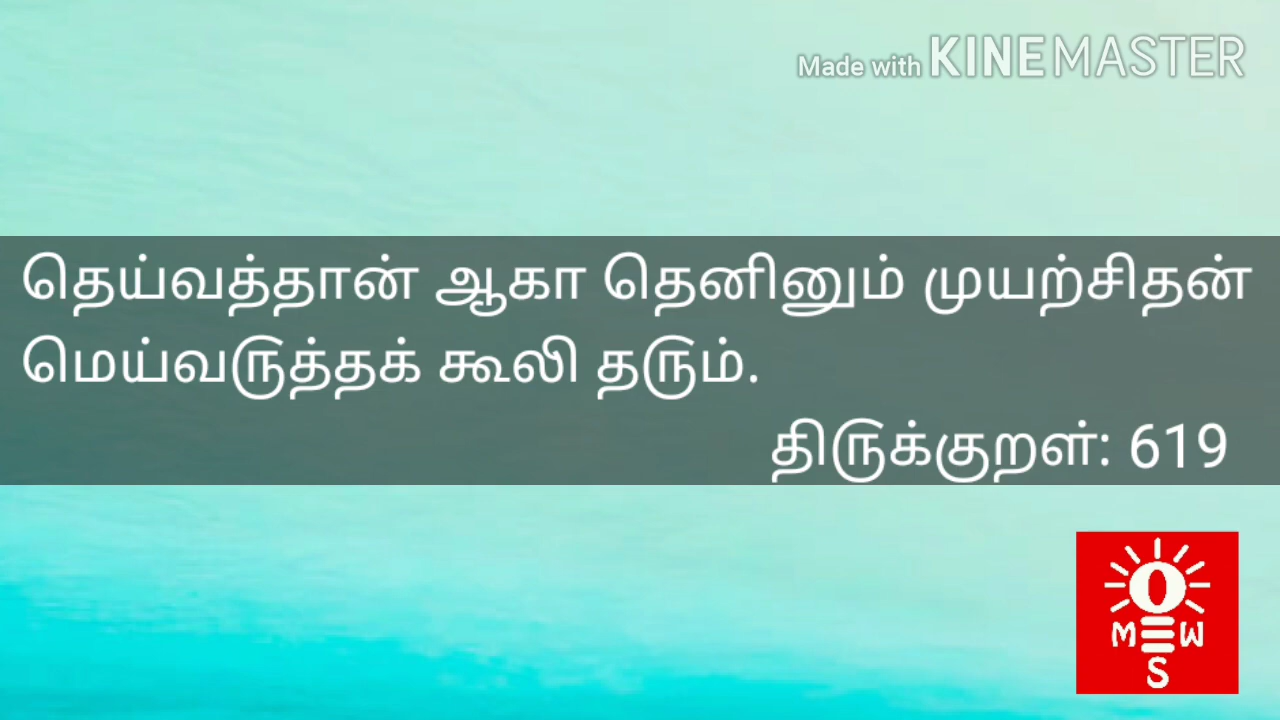 Made with KINEMASTER
தெய்வத்தான் ஆகா தெனினும் முயற்சிதன்
மெய்வருத்தக் கூலி தரும்.
திருக்குறள்: 619
O
M W
S